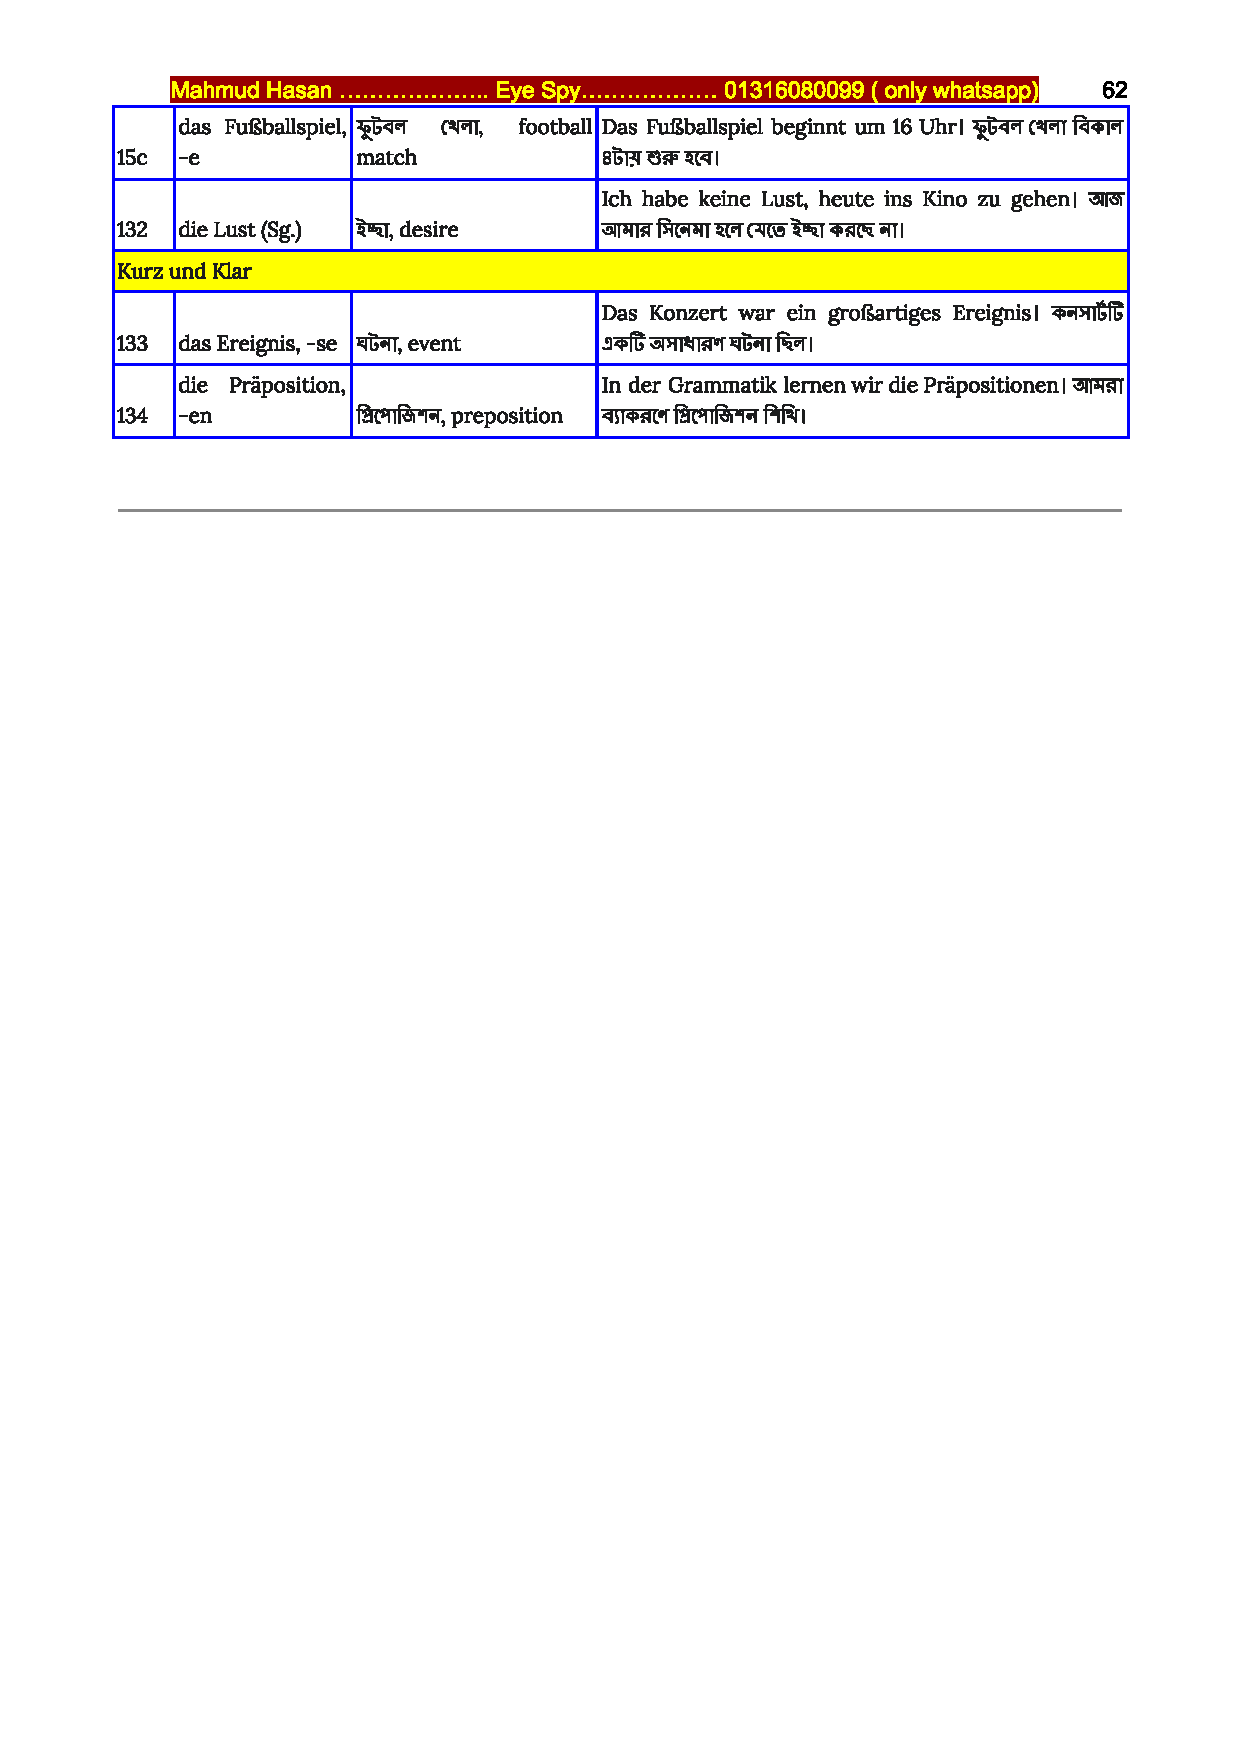 Mahmud Hasan ……………….. Eye Spy……………… 01316080099 ( only whatsapp) 62
das Fußballspiel, ফুটবল খেলা, football Das Fußballspiel beginnt um 16 Uhr। ফুটবল খেলা বিকাল
15c -e match ৪টায় শুরু হবে।
Ich habe keine Lust, heute ins Kino zu gehen। আজ
132 die Lust (Sg.) ইচ্ছা, desire আমার সিনেমা হলে যেতে ইচ্ছা করছে না।
Kurz und Klar
Das Konzert war ein großartiges Ereignis। কনসার্টটি
133 das Ereignis, -se ঘটনা, event একটি অসাধারণ ঘটনা ছিল।
die Präposition, In der Grammatik lernen wir die Präpositionen। আমরা
134 -en প্রিপোজিশন, preposition ব্যাকরণে প্রিপোজিশন শিখি।